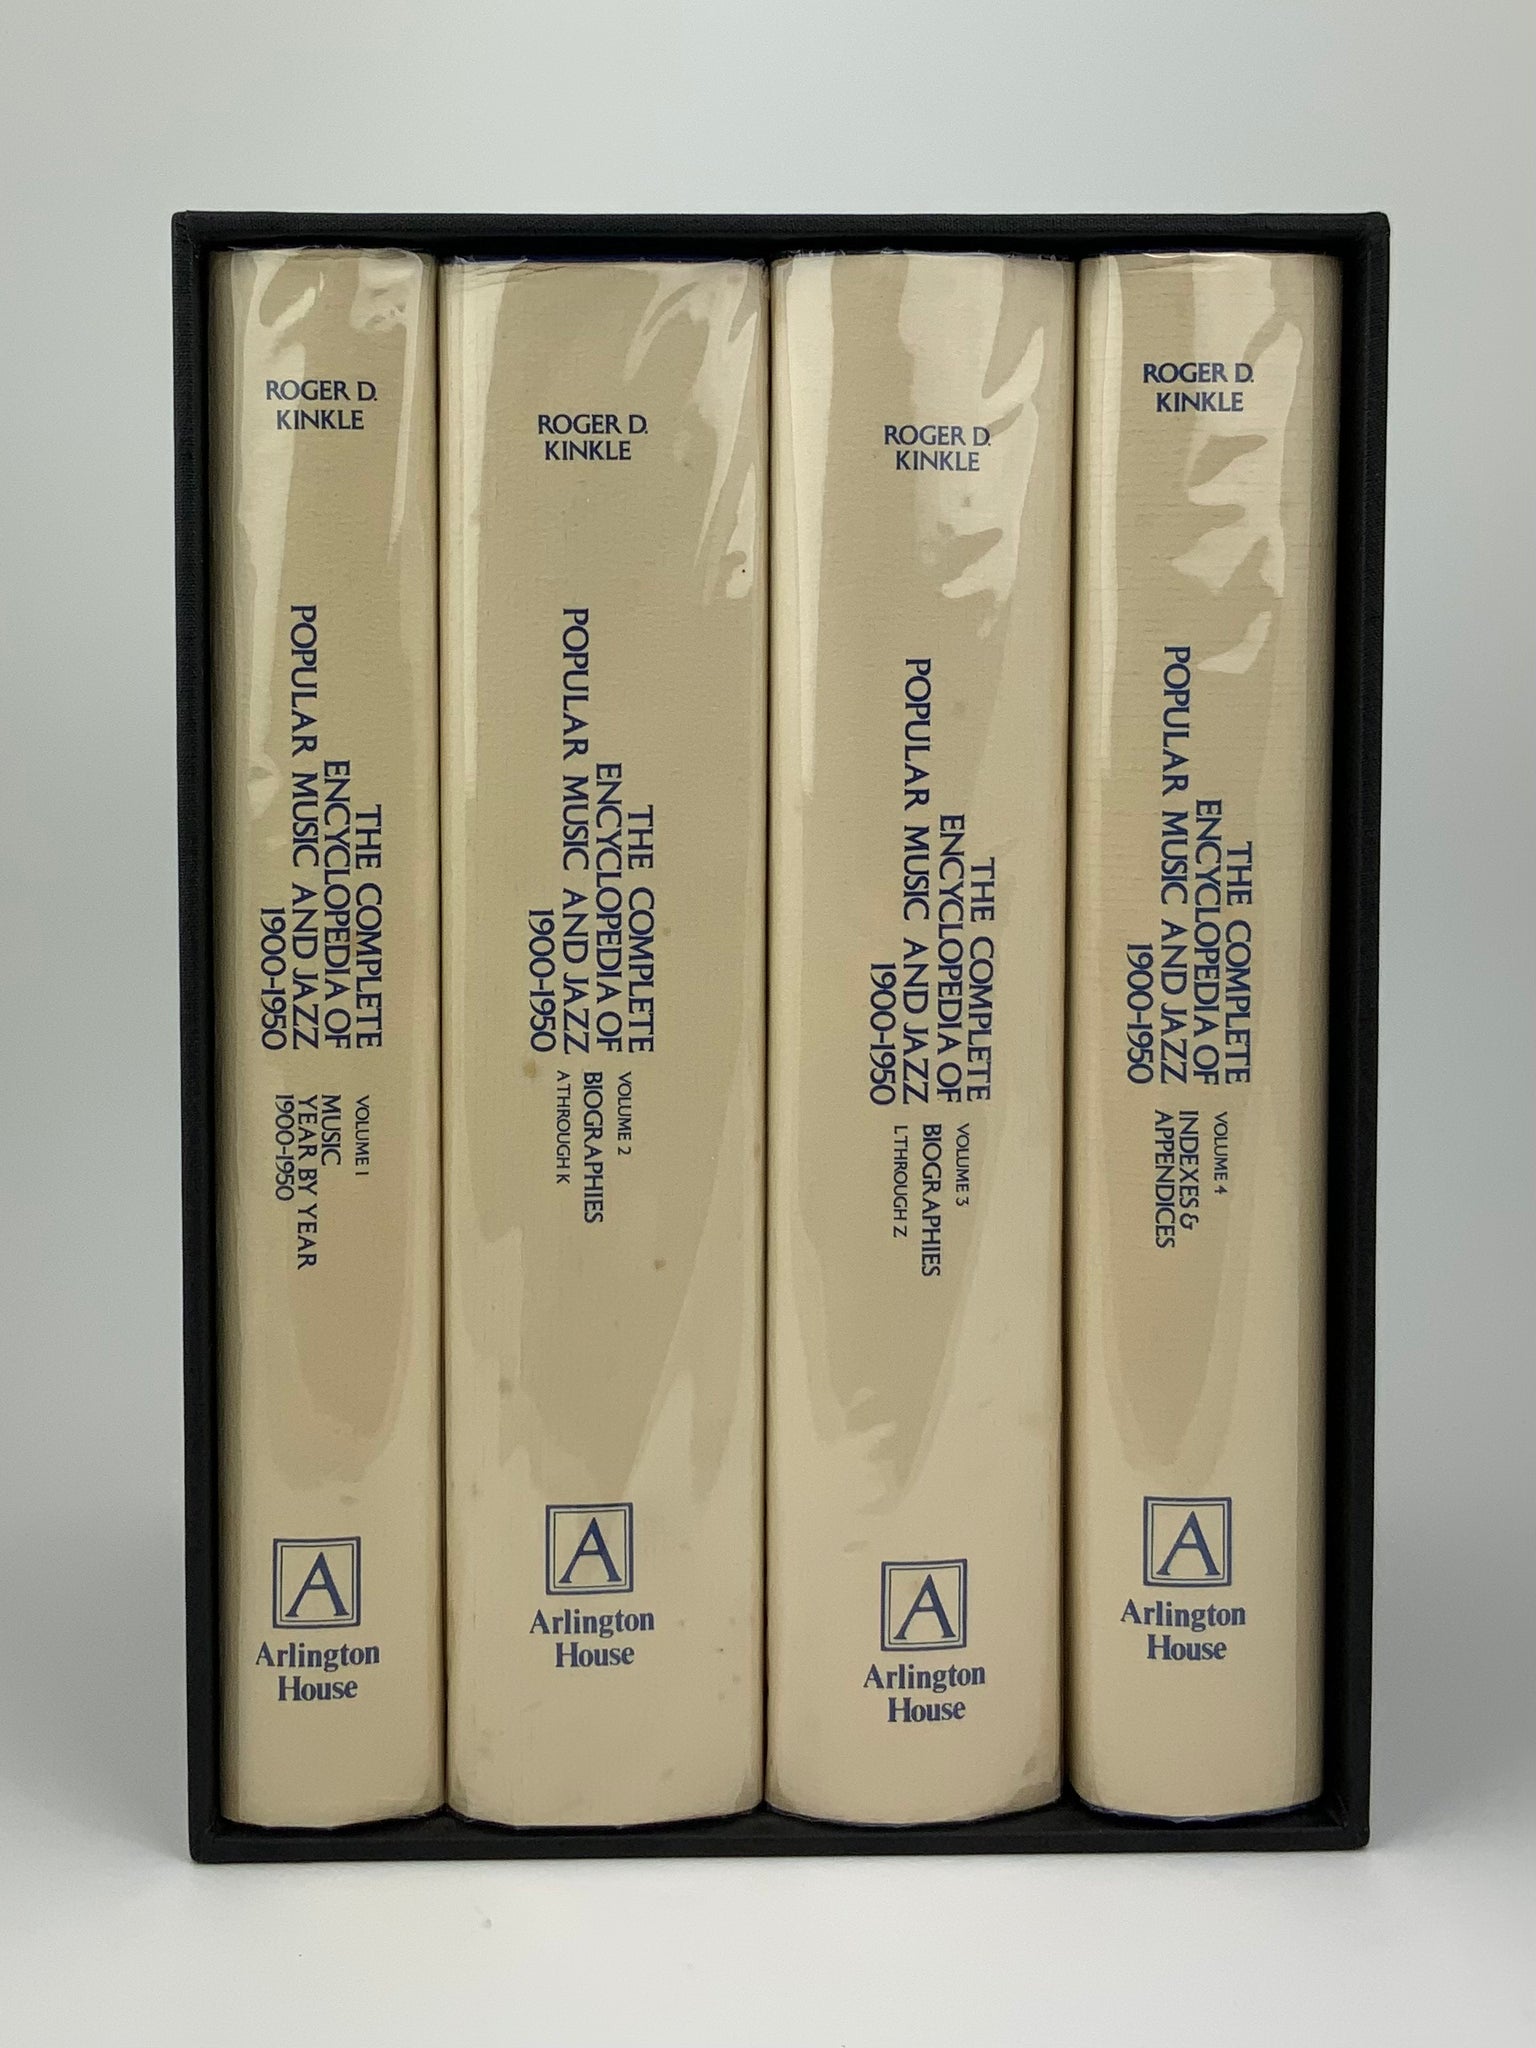 ROGER D.
KINKLE
THE COMPLETE
ENCYCLOPEDIA OF
POPULAR MUSIC AND JAZZ
1900-1950
VOLUME 1
MUSIC
YEAR BY YEAR
1900-1950
A
Arlington
House
ROGER D.
KINKLE
THE COMPLETE
ENCYCLOPEDIA OF
POPULAR MUSIC AND JAZZ
1900-1950
VOLUME 2
BIOGRAPHIES
A THROUGH K
A
Arlington
House
ROGER D.
KINKLE
THE COMPLETE
ENCYCLOPEDIA OF
POPULAR MUSIC AND JAZZ
1900-1950
VOLUME 3
BIOGRAPHIES
L THROUGH Z
A
Arlington
House
ROGER D.
KINKLE
THE COMPLETE
ENCYCLOPEDIA OF
POPULAR MUSIC AND JAZZ
1900-1950
VOLUME 4
INDEXES &
APPENDICES
A
Arlington
House